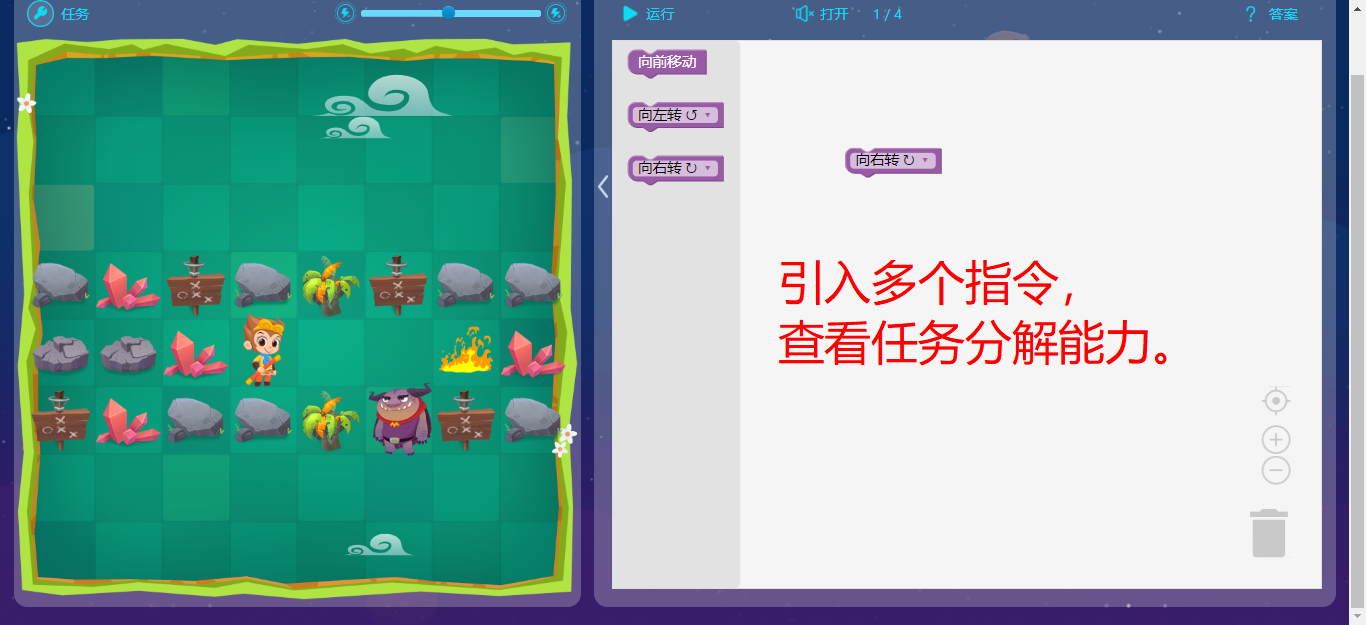 任务
运行
打开
1 / 4
? 答案
向前移动
向左转 ↺ ▾
向右转 ↻ ▾
向右转 ↻ ▾
引入多个指令，
查看任务分解能力。